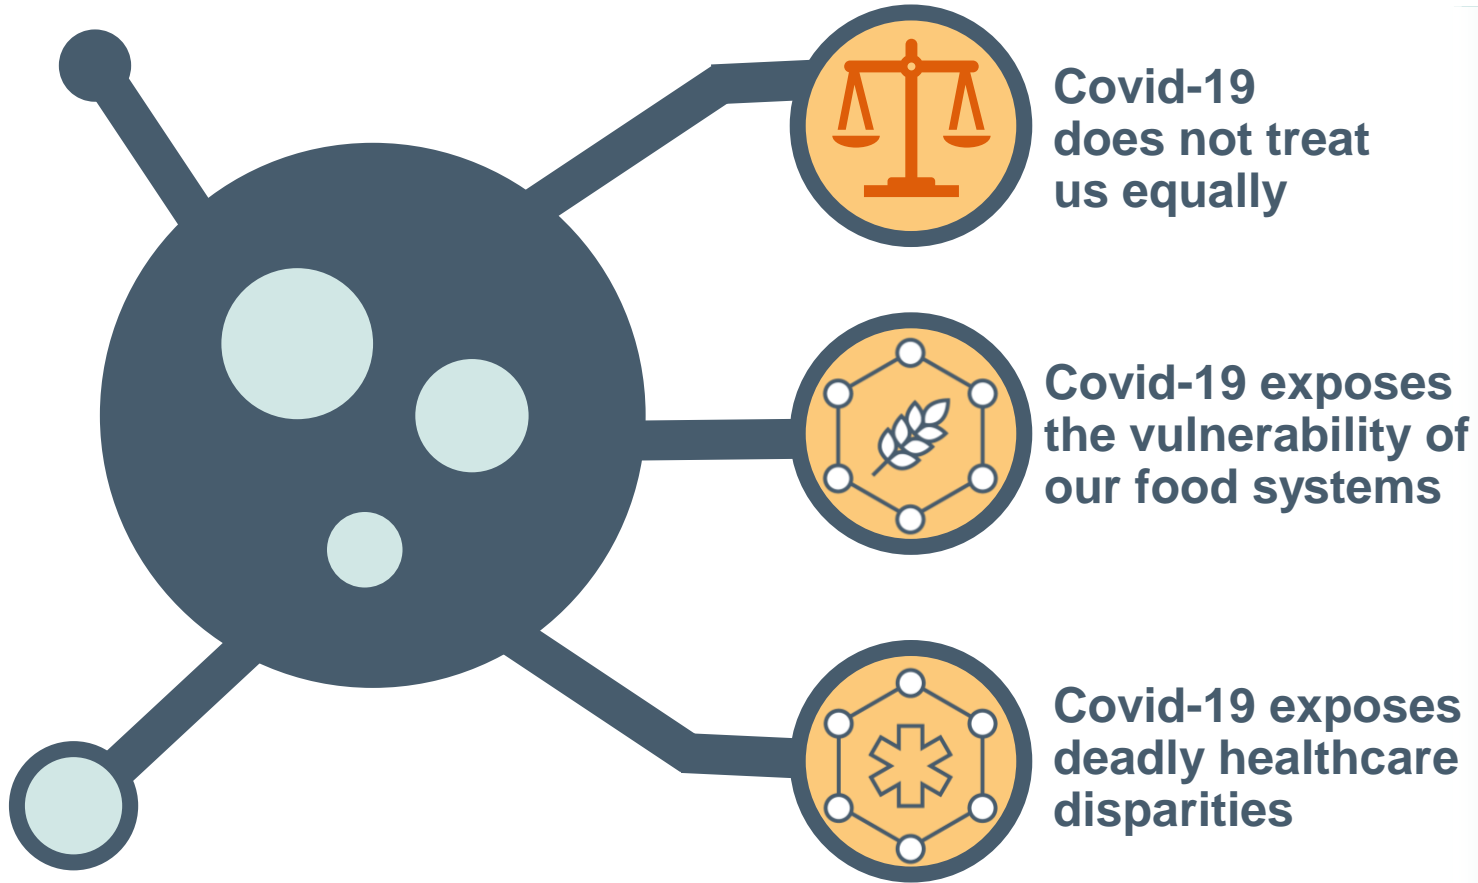 Covid-19
does not treat
us equally
Covid-19 exposes
the vulnerability of
our food systems
Covid-19 exposes
deadly healthcare
disparities